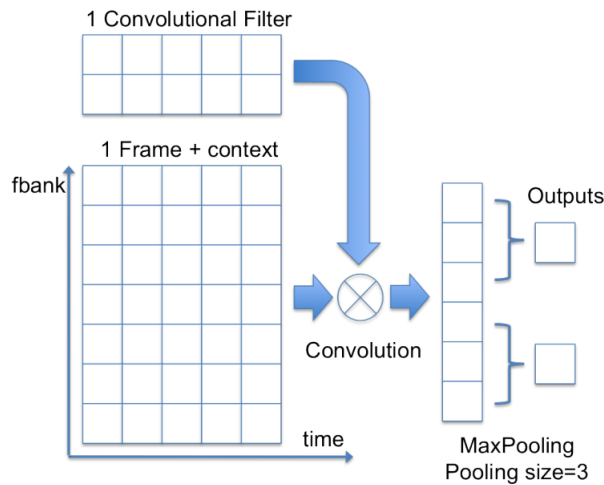 1 Convolutional Filter
1 Frame + context
fbank
Outputs
Convolution
time
MaxPooling
Pooling size=3